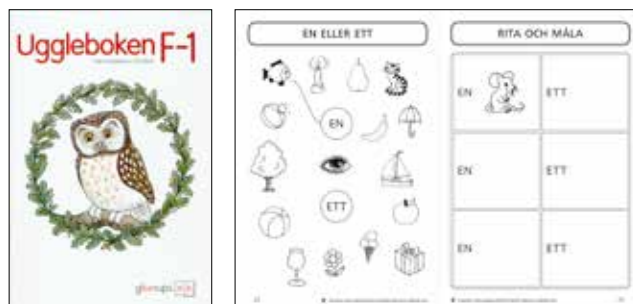 Uggleboken F-1
EN ELLER ETT
EN
ETT
RITA OCH MÅLA
EN
ETT
EN
ETT
EN
ETT